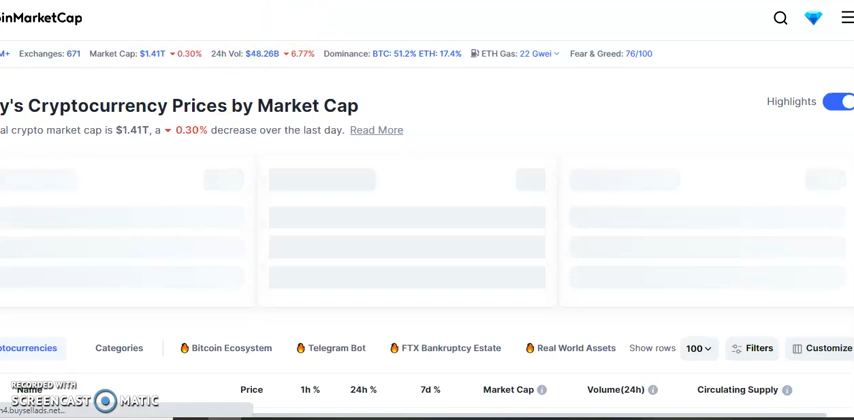 inMarketCap
M+ Exchanges: 671 Market Cap: $1.41T 0.30% 24h Vol: $48.26B 6.77% Dominance: BTC: 51.2% ETH: 17.4% ETH Gas: 22 Gwei Fear & Greed: 76/100
y's Cryptocurrency Prices by Market Cap
Highlights
al crypto market cap is $1.41T, a 0.30% decrease over the last day. Read More
ptocurrencies Categories Bitcoin Ecosystem Telegram Bot FTX Bankruptcy Estate Real World Assets Show rows 100 Filters Customize
Name Price 1h % 24h % 7d % Market Cap Volume(24h) Circulating Supply
RECORDED WITH
SCREENCAST MATIC
n4.buysellads.net...